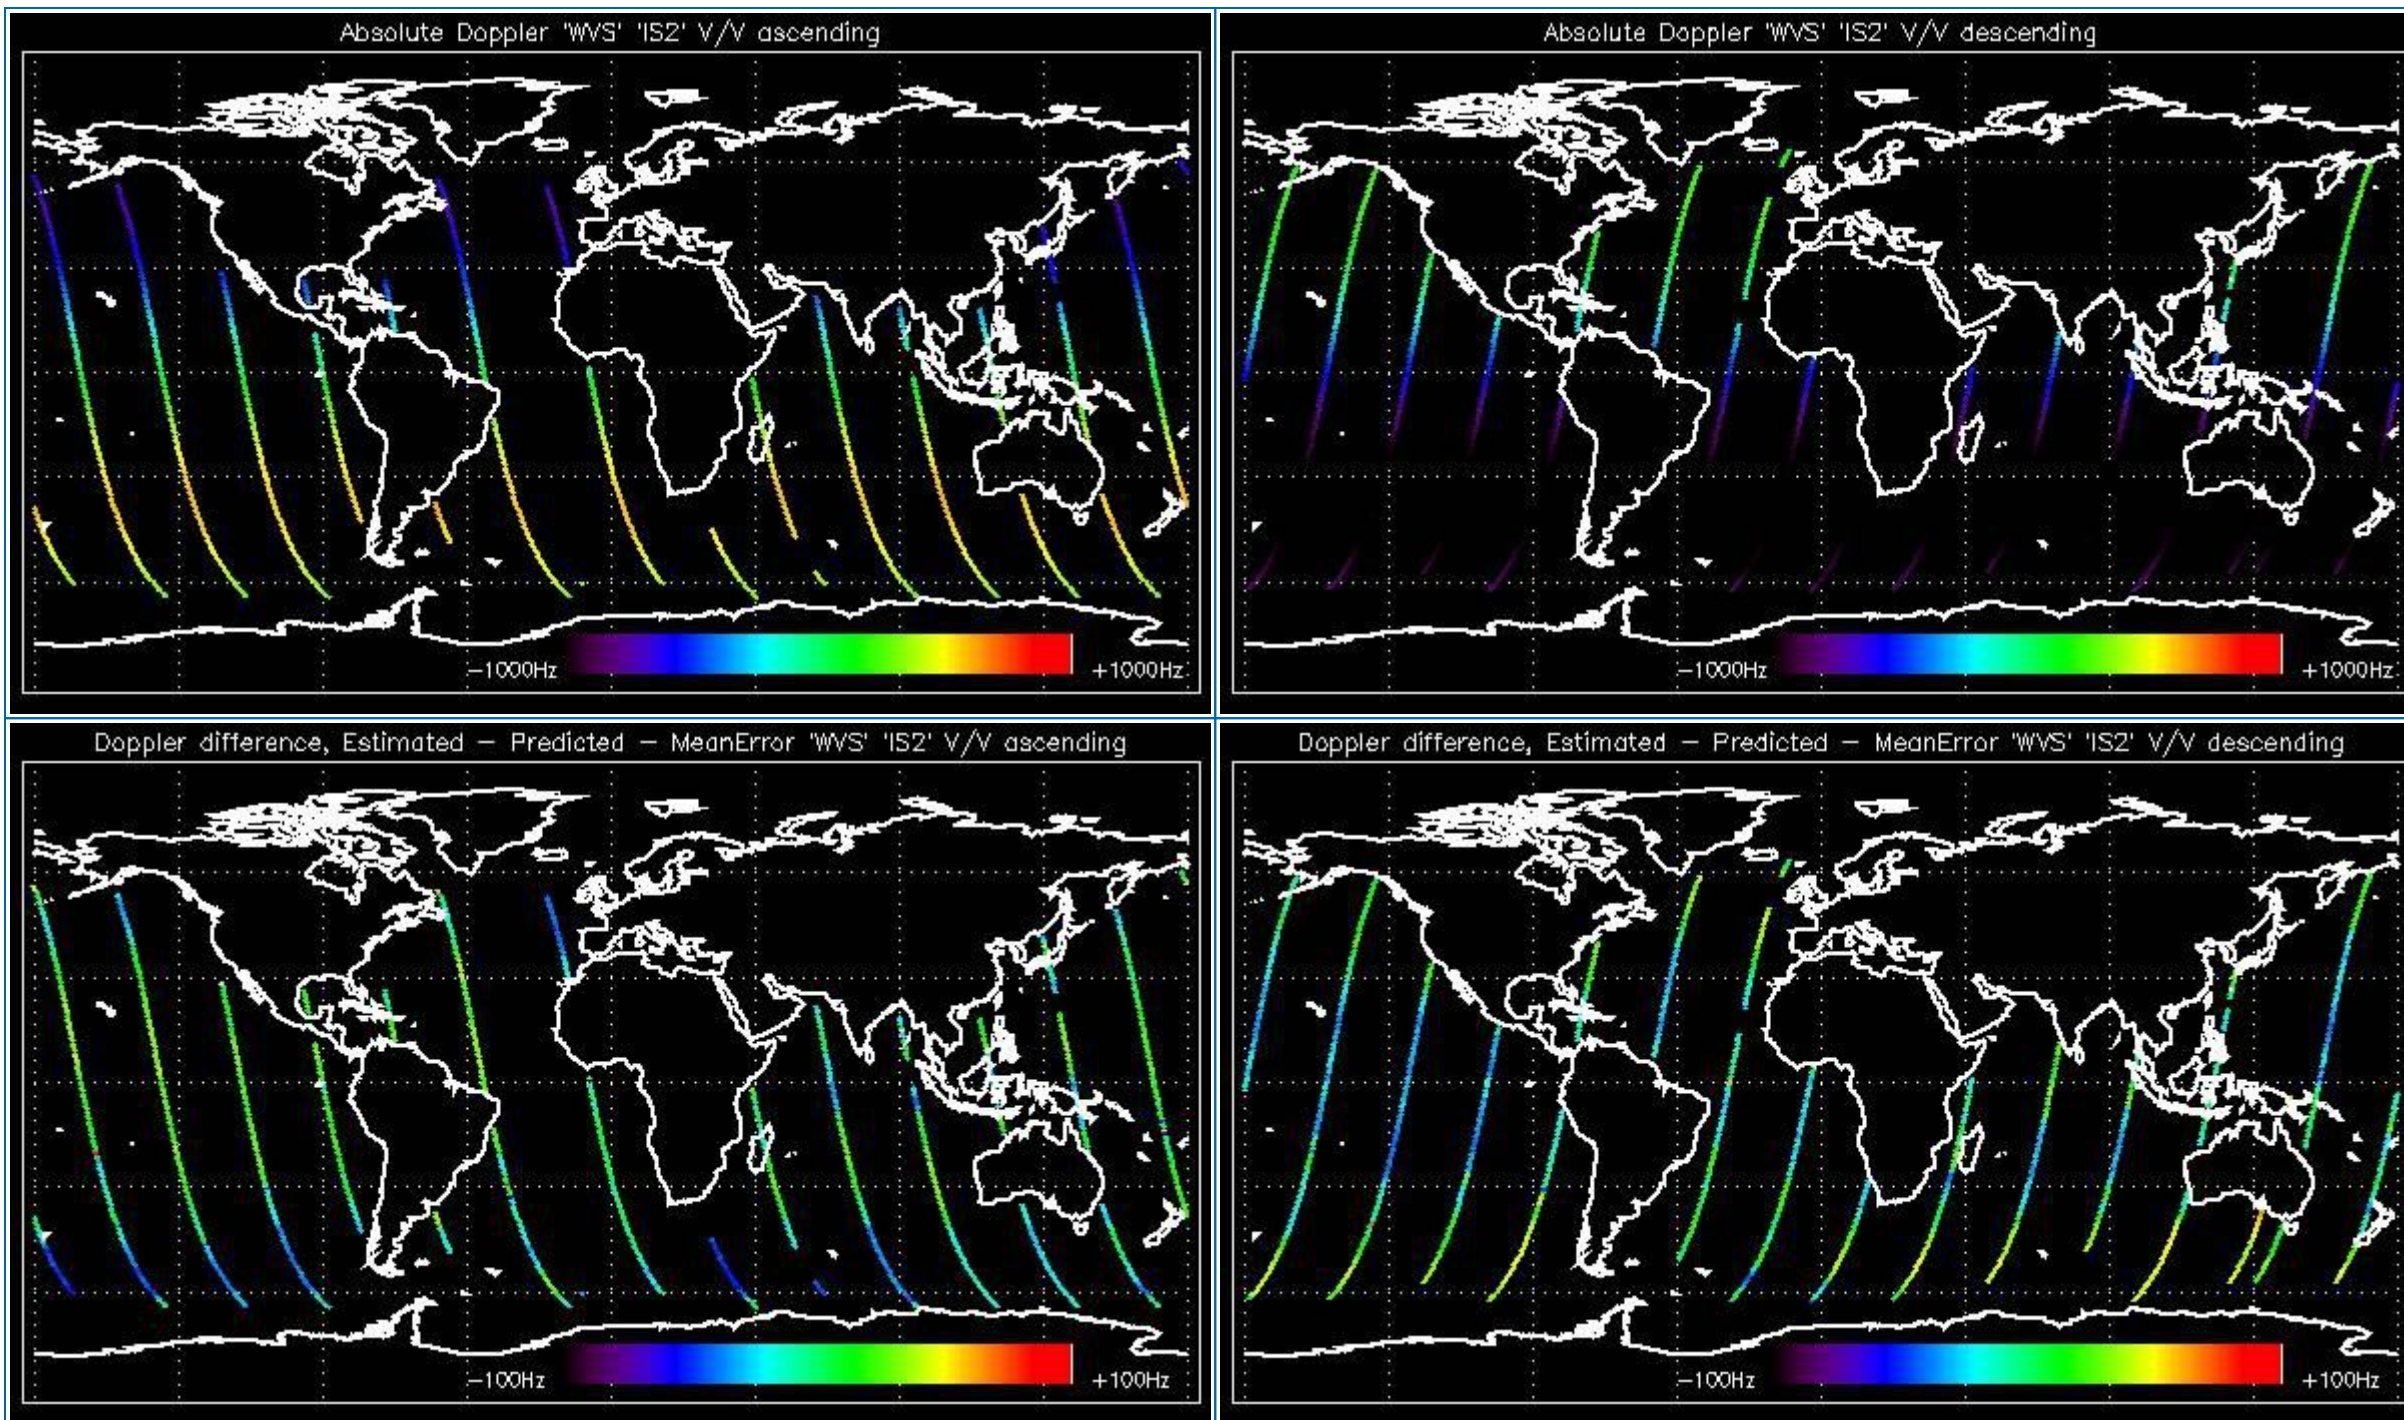 Absolute Doppler 'WVS' 'IS2' V/V ascending
-1000Hz +1000Hz
Absolute Doppler 'WVS' 'IS2' V/V descending
-1000Hz +1000Hz
Doppler difference, Estimated - Predicted - MeanError 'WVS' 'IS2' V/V ascending
-100Hz +100Hz
Doppler difference, Estimated - Predicted - MeanError 'WVS' 'IS2' V/V descending
-100Hz +100Hz